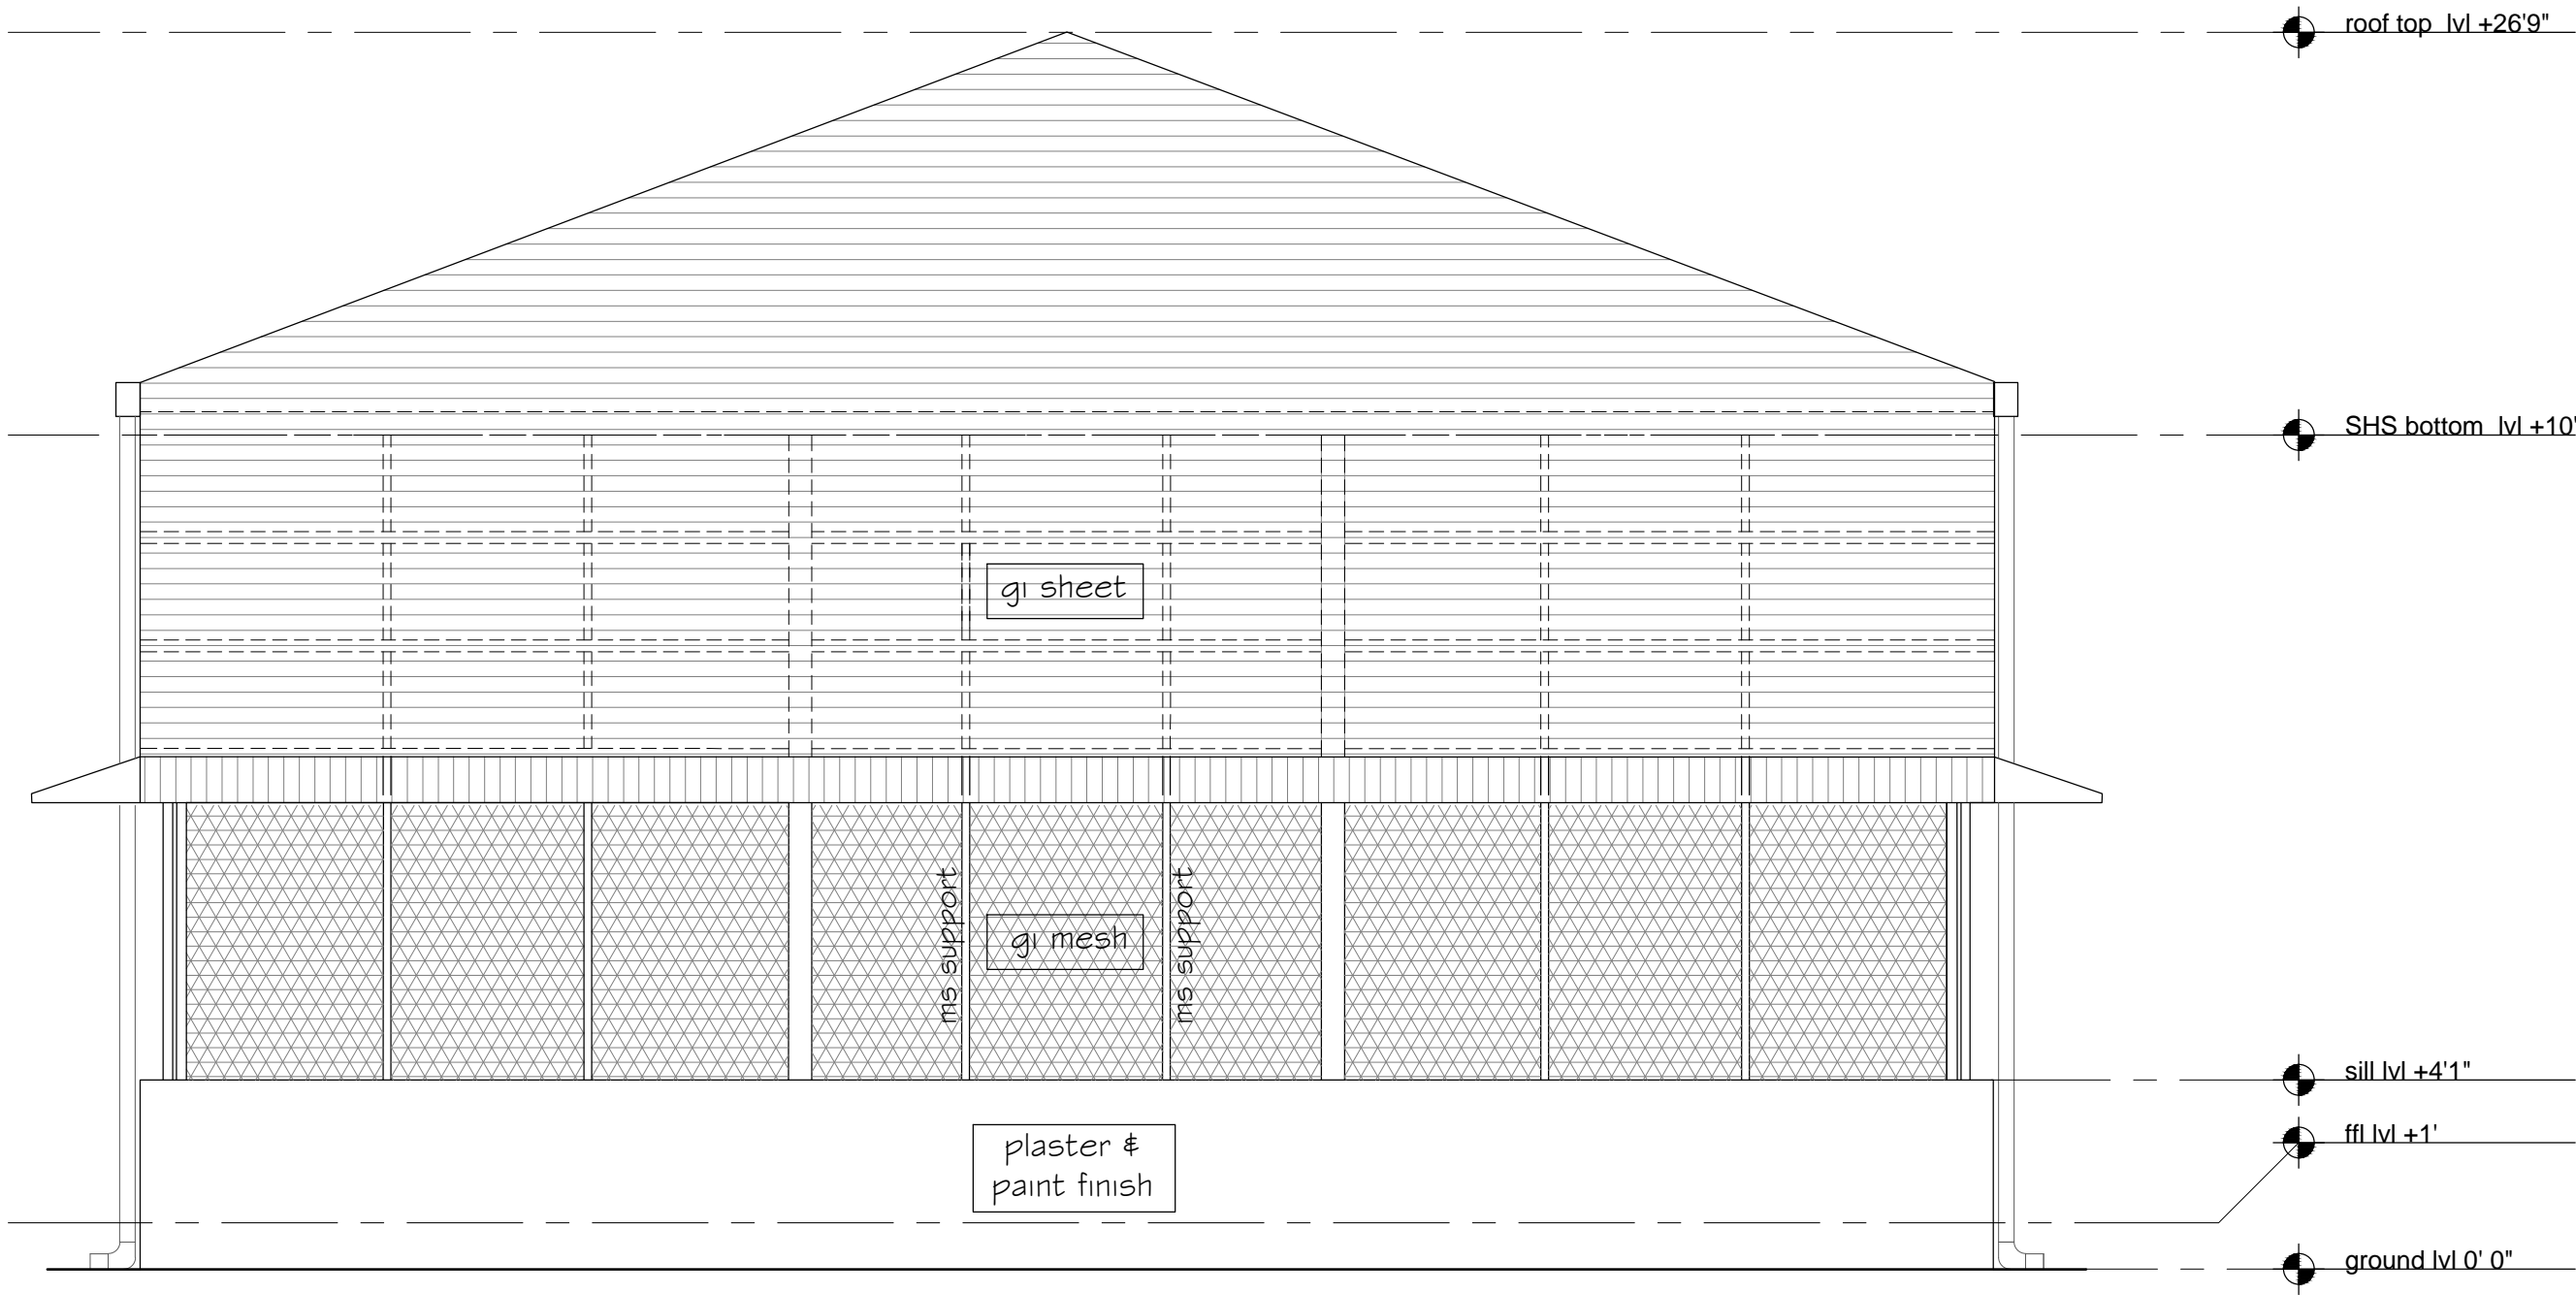 roof top lvl +26'9"
SHS bottom lvl +10'
gi sheet
ms support
gi mesh
ms support
sill lvl +4'1"
ffl lvl +1'
plaster &
paint finish
ground lvl 0' 0"